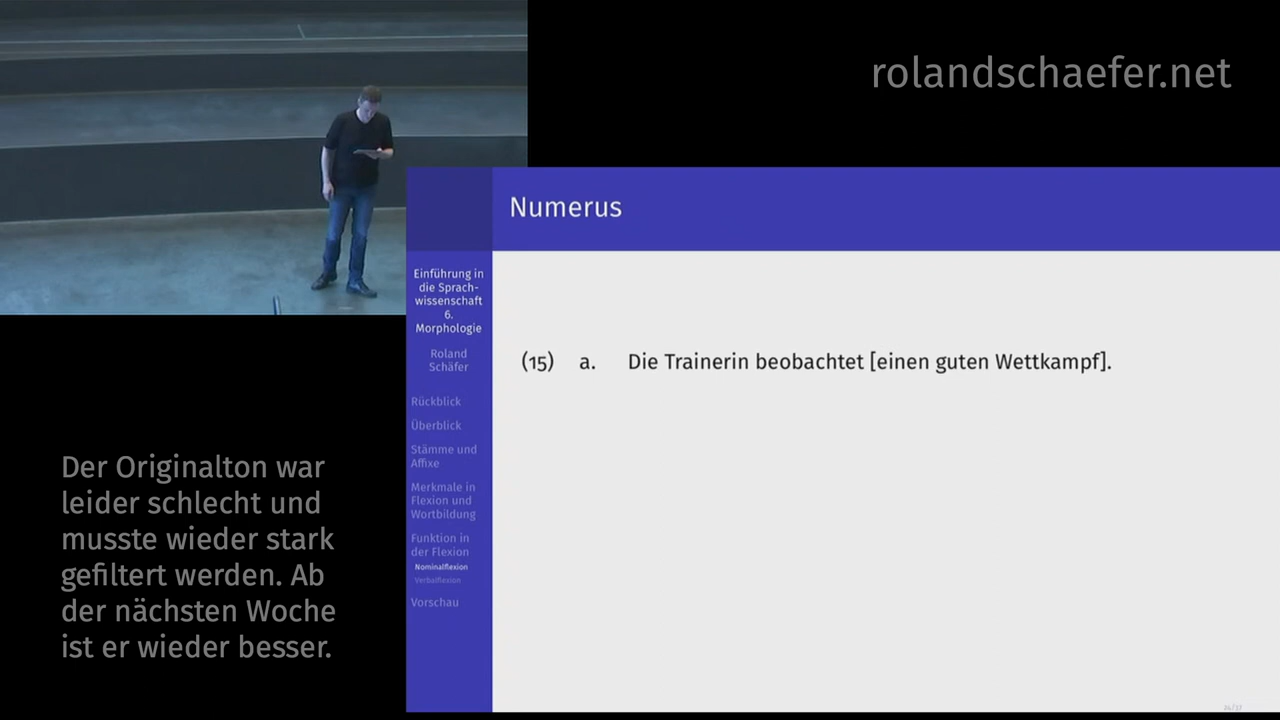 rolandschaefer.net
Numerus
Einführung in
die Sprach-
wissenschaft
6.
Morphologie
Roland
Schäfer
Rückblick
Überblick
Stämme und
Affixe
Merkmale in
Flexion und
Wortbildung
Funktion in
der Flexion
Nominalflexion
Verbalflexion
Vorschau
(15) a. Die Trainerin beobachtet [einen guten Wettkampf].
Der Originalton war
leider schlecht und
musste wieder stark
gefiltert werden. Ab
der nächsten Woche
ist er wieder besser.